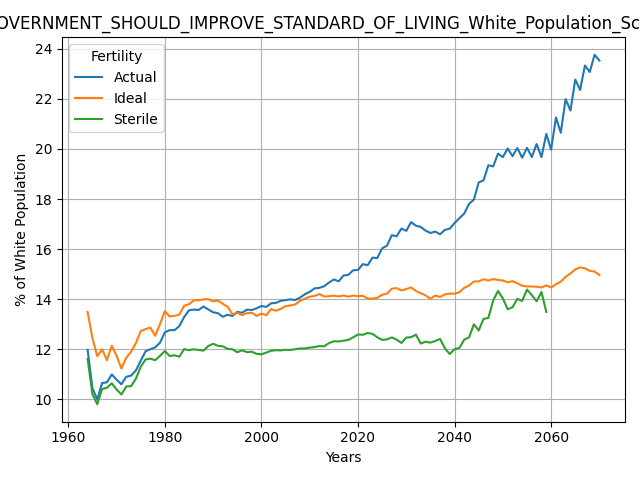 OVERNMENT_SHOULD_IMPROVE_STANDARD_OF_LIVING_White_Population_Sc
Fertility
Actual
Ideal
Sterile
% of White Population
24
22
20
18
16
14
12
10
1960 1980 2000 2020 2040 2060
Years